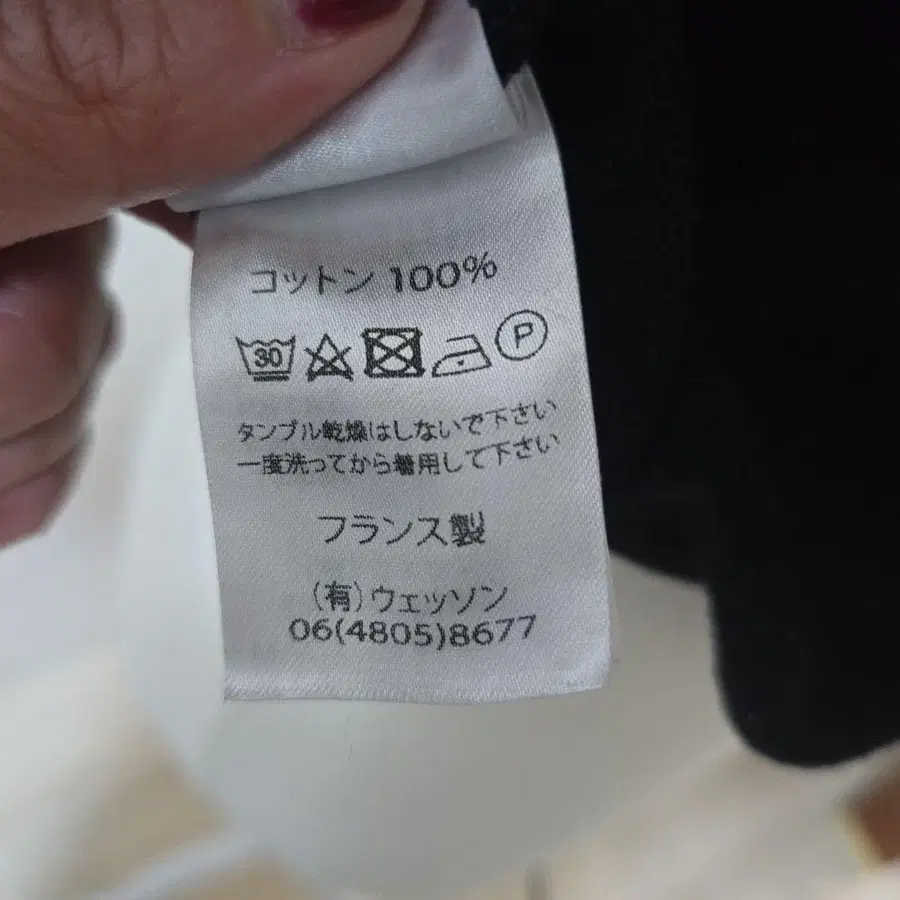 コットン 100%
30 P
タンブル乾燥はしないで下さい
一度洗ってから着用して下さい
フランス製
(有)ウェッソン
06(4805)8677